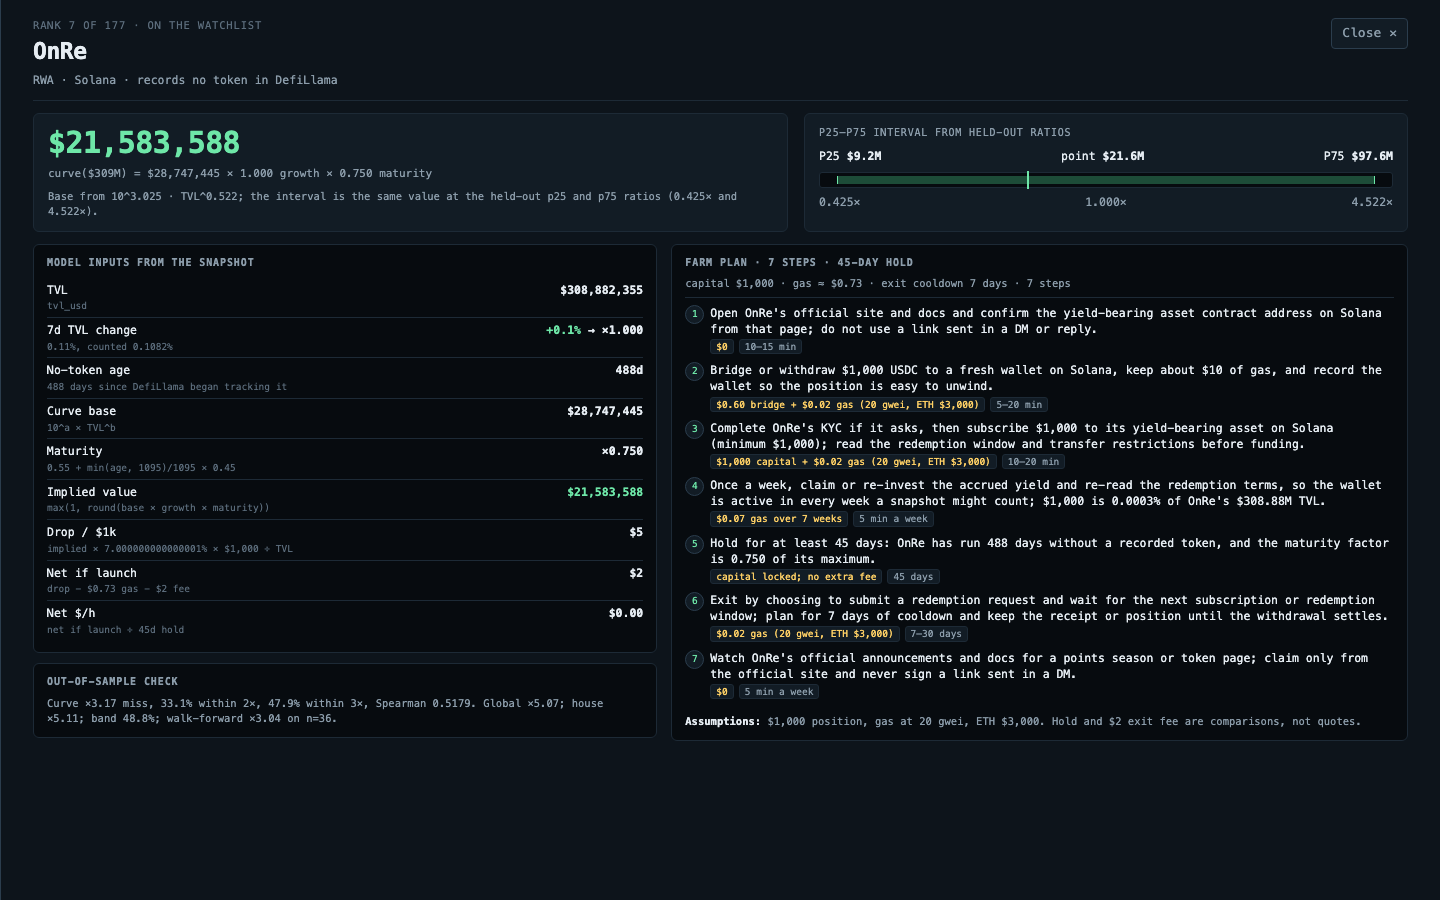 RANK 7 OF 177 · ON THE WATCHLIST
OnRe
RWA · Solana · records no token in DefiLlama
Close ×
$21,583,588
curve($309M) = $28,747,445 × 1.000 growth × 0.750 maturity
Base from 10^3.025 · TVL^0.522; the interval is the same value at the held-out p25 and p75 ratios (0.425× and
4.522×).
P25–P75 INTERVAL FROM HELD-OUT RATIOS
P25 $9.2M point $21.6M P75 $97.6M
0.425× 1.000× 4.522×
MODEL INPUTS FROM THE SNAPSHOT
TVL $308,882,355
tvl_usd
7d TVL change +0.1% → ×1.000
0.11%, counted 0.1082%
No-token age 488d
488 days since DefiLlama began tracking it
Curve base $28,747,445
10^a × TVL^b
Maturity ×0.750
0.55 + min(age, 1095)/1095 × 0.45
Implied value $21,583,588
max(1, round(base × growth × maturity))
Drop / $1k $5
implied × 7.000000000000001% × $1,000 ÷ TVL
Net if launch $2
drop − $0.73 gas − $2 fee
Net $/h $0.00
net if launch ÷ 45d hold
OUT-OF-SAMPLE CHECK
Curve ×3.17 miss, 33.1% within 2×, 47.9% within 3×, Spearman 0.5179. Global ×5.07; house
×5.11; band 48.8%; walk-forward ×3.04 on n=36.
FARM PLAN · 7 STEPS · 45-DAY HOLD
capital $1,000 · gas ≈ $0.73 · exit cooldown 7 days · 7 steps
1 Open OnRe's official site and docs and confirm the yield-bearing asset contract address on Solana
from that page; do not use a link sent in a DM or reply.
$0 10–15 min
2 Bridge or withdraw $1,000 USDC to a fresh wallet on Solana, keep about $10 of gas, and record the
wallet so the position is easy to unwind.
$0.60 bridge + $0.02 gas (20 gwei, ETH $3,000) 5–20 min
3 Complete OnRe's KYC if it asks, then subscribe $1,000 to its yield-bearing asset on Solana
(minimum $1,000); read the redemption window and transfer restrictions before funding.
$1,000 capital + $0.02 gas (20 gwei, ETH $3,000) 10–20 min
4 Once a week, claim or re-invest the accrued yield and re-read the redemption terms, so the wallet
is active in every week a snapshot might count; $1,000 is 0.0003% of OnRe's $308.88M TVL.
$0.07 gas over 7 weeks 5 min a week
5 Hold for at least 45 days: OnRe has run 488 days without a recorded token, and the maturity factor
is 0.750 of its maximum.
capital locked; no extra fee 45 days
6 Exit by choosing to submit a redemption request and wait for the next subscription or redemption
window; plan for 7 days of cooldown and keep the receipt or position until the withdrawal settles.
$0.02 gas (20 gwei, ETH $3,000) 7–30 days
7 Watch OnRe's official announcements and docs for a points season or token page; claim only from
the official site and never sign a link sent in a DM.
$0 5 min a week
Assumptions: $1,000 position, gas at 20 gwei, ETH $3,000. Hold and $2 exit fee are comparisons, not quotes.